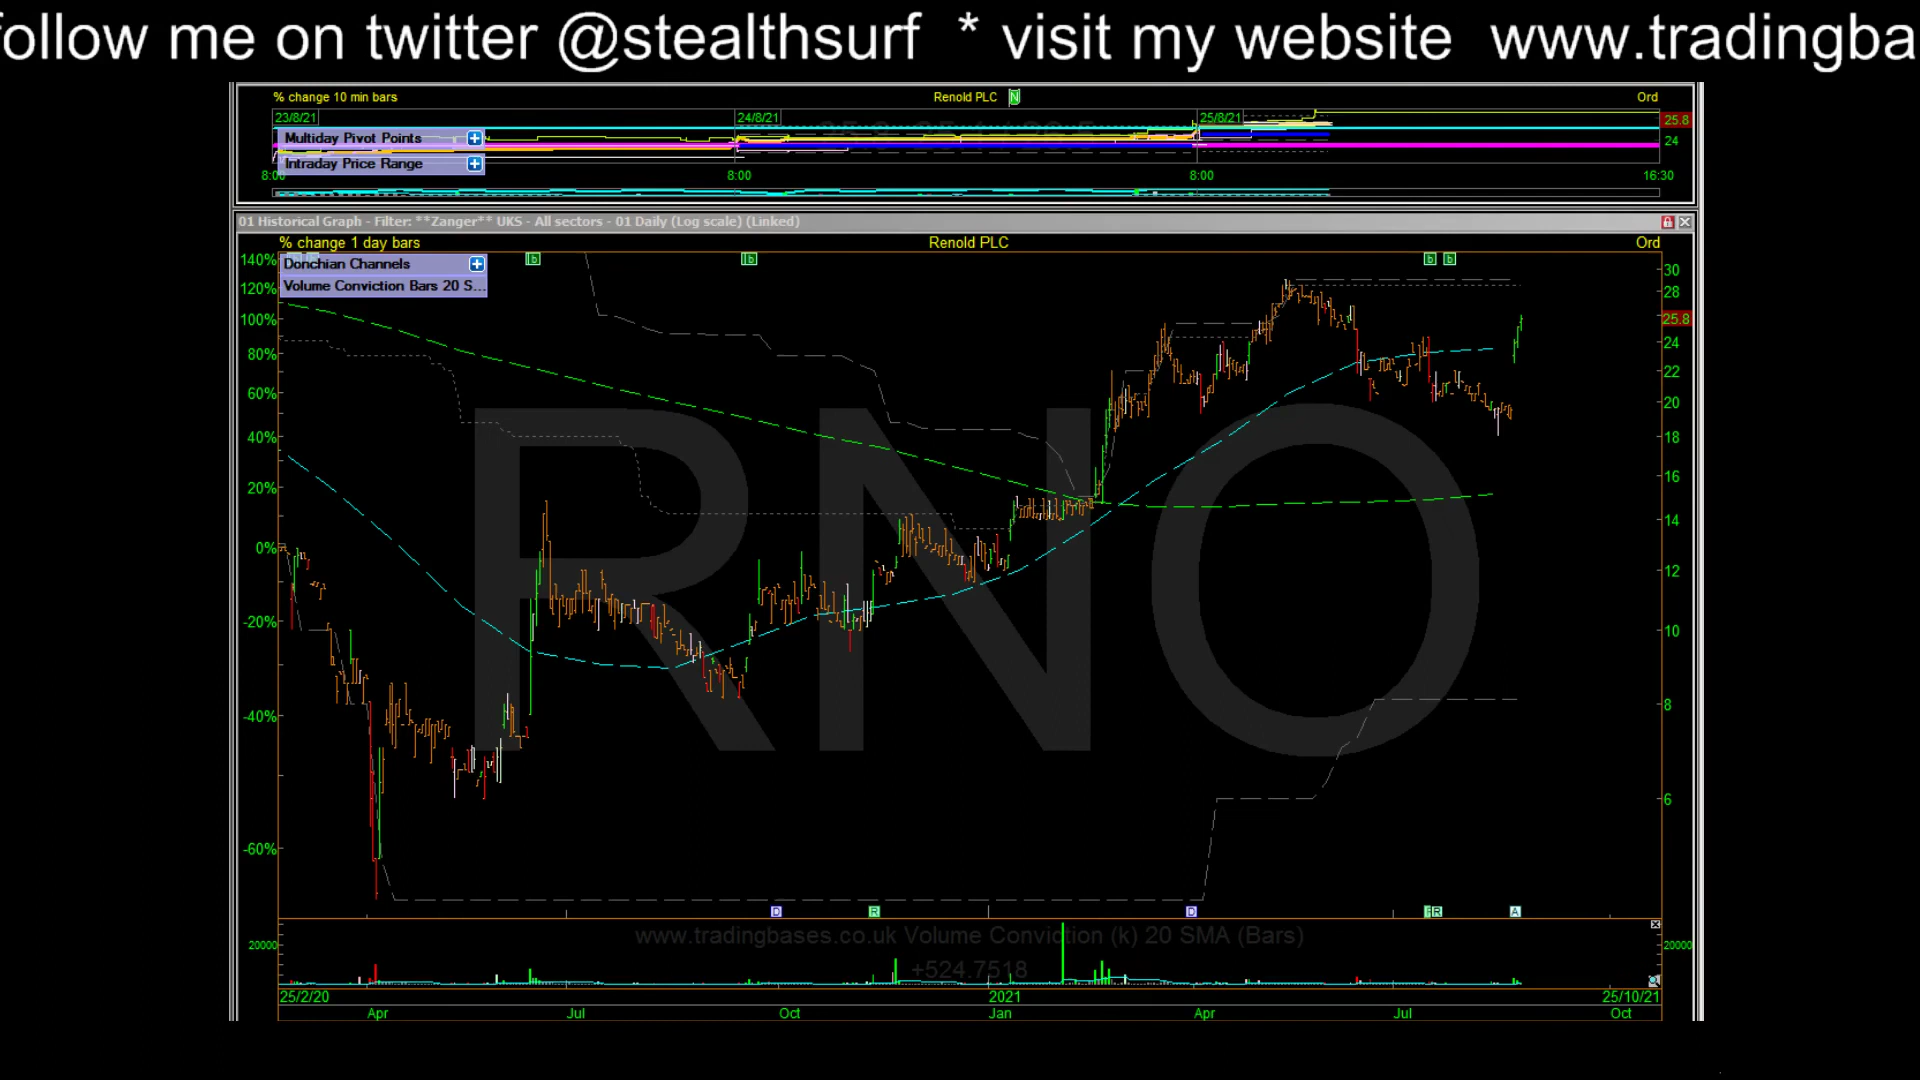 follow me on twitter @stealthsurf * visit my website www.tradingba
% change 10 min bars Renold PLC N Ord
23/8/21 24/8/21 25/8/21 25.8
Multiday Pivot Points 24
Intraday Price Range
8:00 8:00 8:00 16:30
01 Historical Graph - Filter: **Zanger** UKS - All sectors - 01 Daily (Log scale) (Linked)
% change 1 day bars Renold PLC Ord
140% Donchian Channels b b b b 30
120% Volume Conviction Bars 20 S... 28
100% 25.8
80% 24
60% 22
20
40% 18
20% 16
14
0% 12
-20% 10
-40% 8
6
-60%
RNO
D R D R A
www.tradingbases.co.uk Volume Conviction (k) 20 SMA (Bars)
20000 20000
+524.7518
25/2/20 2021 25/10/21
Apr Jul Oct Jan Apr Jul Oct